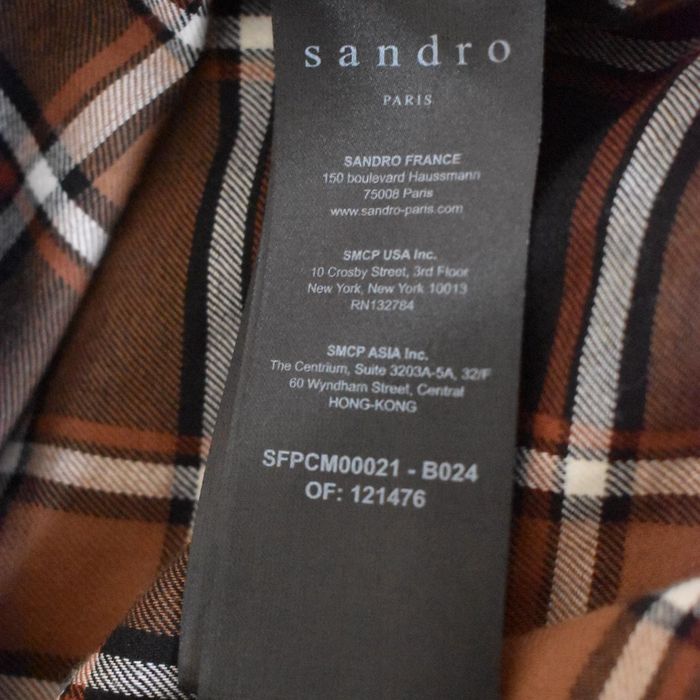 sandro
PARIS
SANDRO FRANCE
150 boulevard Haussmann
75008 Paris
www.sandro-paris.com
SMCP USA Inc.
10 Crosby Street, 3rd Floor
New York, New York 10013
RN132784
SMCP ASIA Inc.
The Centrium, Suite 3203A-5A, 32/F
60 Wyndham Street, Central
HONG-KONG
SFPCM00021 - B024
OF: 121476